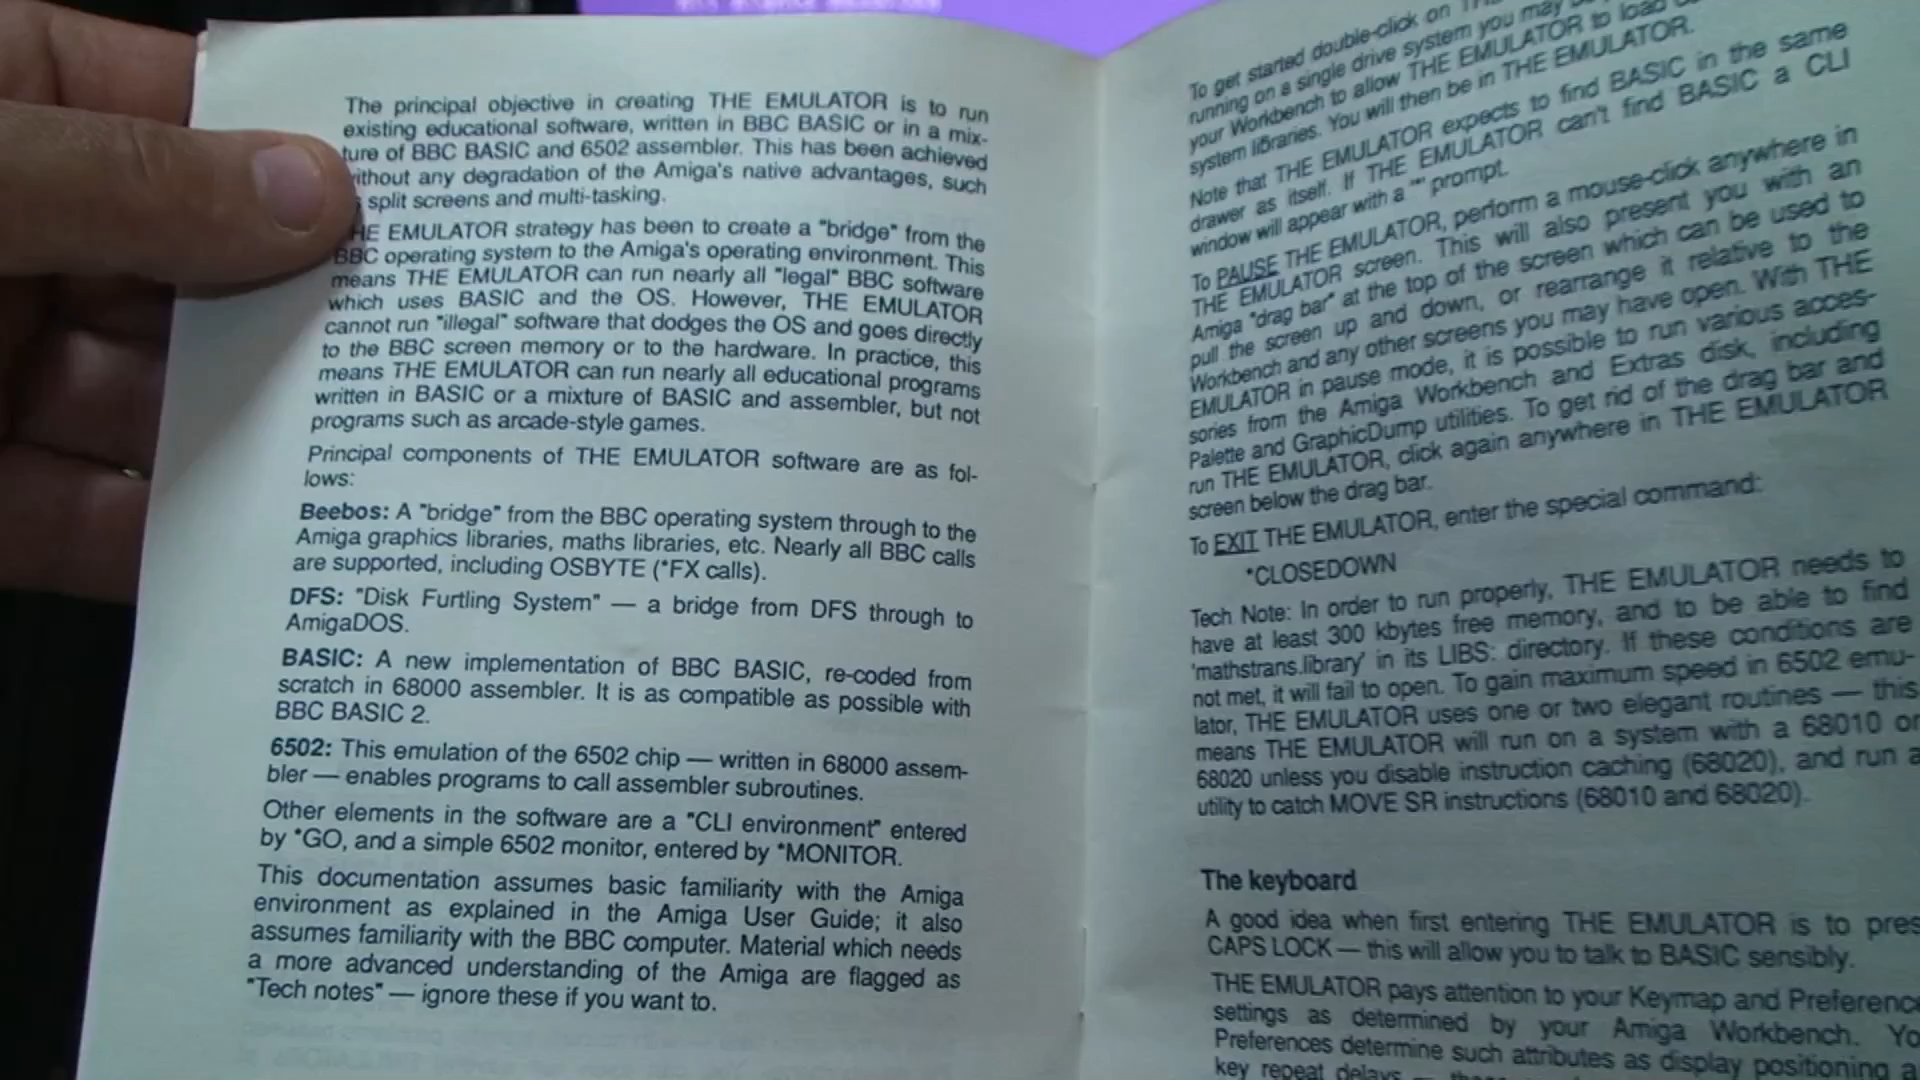 The principal objective in creating THE EMULATOR is to run
existing educational software, written in BBC BASIC or in a mix-
ture of BBC BASIC and 6502 assembler. This has been achieved
ithout any degradation of the Amiga's native advantages, such
split screens and multi-tasking.
HE EMULATOR strategy has been to create a "bridge" from the
BBC operating system to the Amiga's operating environment. This
means THE EMULATOR can run nearly all "legal" BBC software
which uses BASIC and the OS. However, THE EMULATOR
cannot run "illegal" software that dodges the OS and goes directly
to the BBC screen memory or to the hardware. In practice, this
means THE EMULATOR can run nearly all educational programs
written in BASIC or a mixture of BASIC and assembler, but not
programs such as arcade-style games.
Principal components of THE EMULATOR software are as fol-
lows:
Beebos: A "bridge" from the BBC operating system through to the
Amiga graphics libraries, maths libraries, etc. Nearly all BBC calls
are supported, including OSBYTE (*FX calls).
DFS: "Disk Furtling System" — a bridge from DFS through to
AmigaDOS.
BASIC: A new implementation of BBC BASIC, re-coded from
scratch in 68000 assembler. It is as compatible as possible with
BBC BASIC 2.
6502: This emulation of the 6502 chip — written in 68000 assem-
bler — enables programs to call assembler subroutines.
Other elements in the software are a "CLI environment" entered
by *GO, and a simple 6502 monitor, entered by *MONITOR.
This documentation assumes basic familiarity with the Amiga
environment as explained in the Amiga User Guide; it also
assumes familiarity with the BBC computer. Material which needs
a more advanced understanding of the Amiga are flagged as
"Tech notes" — ignore these if you want to.
To get started double-click on
running on a single drive system you may
your Workbench to allow THE EMULATOR to load
system libraries. You will then be in THE EMULATOR.
Note that THE EMULATOR expects to find BASIC in the same
drawer as itself. If THE EMULATOR can't find BASIC a CLI
window will appear with a "*" prompt.
To PAUSE THE EMULATOR, perform a mouse-click anywhere in
THE EMULATOR screen. This will also present you with an
Amiga "drag bar" at the top of the screen which can be used to
pull the screen up and down, or rearrange it relative to the
Workbench and any other screens you may have open. With THE
EMULATOR in pause mode, it is possible to run various acces-
sories from the Amiga Workbench and Extras disk, including
Palette and GraphicDump utilities. To get rid of the drag bar and
run THE EMULATOR, click again anywhere in THE EMULATOR
screen below the drag bar.
To EXIT THE EMULATOR, enter the special command:
*CLOSEDOWN
Tech Note: In order to run properly, THE EMULATOR needs to
have at least 300 kbytes free memory, and to be able to find
'mathstrans.library' in its LIBS: directory. If these conditions are
not met, it will fail to open. To gain maximum speed in 6502 emu-
lator, THE EMULATOR uses one or two elegant routines — this
means THE EMULATOR will run on a system with a 68010 or
68020 unless you disable instruction caching (68020), and run a
utility to catch MOVE SR instructions (68010 and 68020).
The keyboard
A good idea when first entering THE EMULATOR is to pres
CAPS LOCK — this will allow you to talk to BASIC sensibly.
THE EMULATOR pays attention to your Keymap and Preference
settings as determined by your Amiga Workbench. Yo
Preferences determine such attributes as display positioning a
key repeat delays